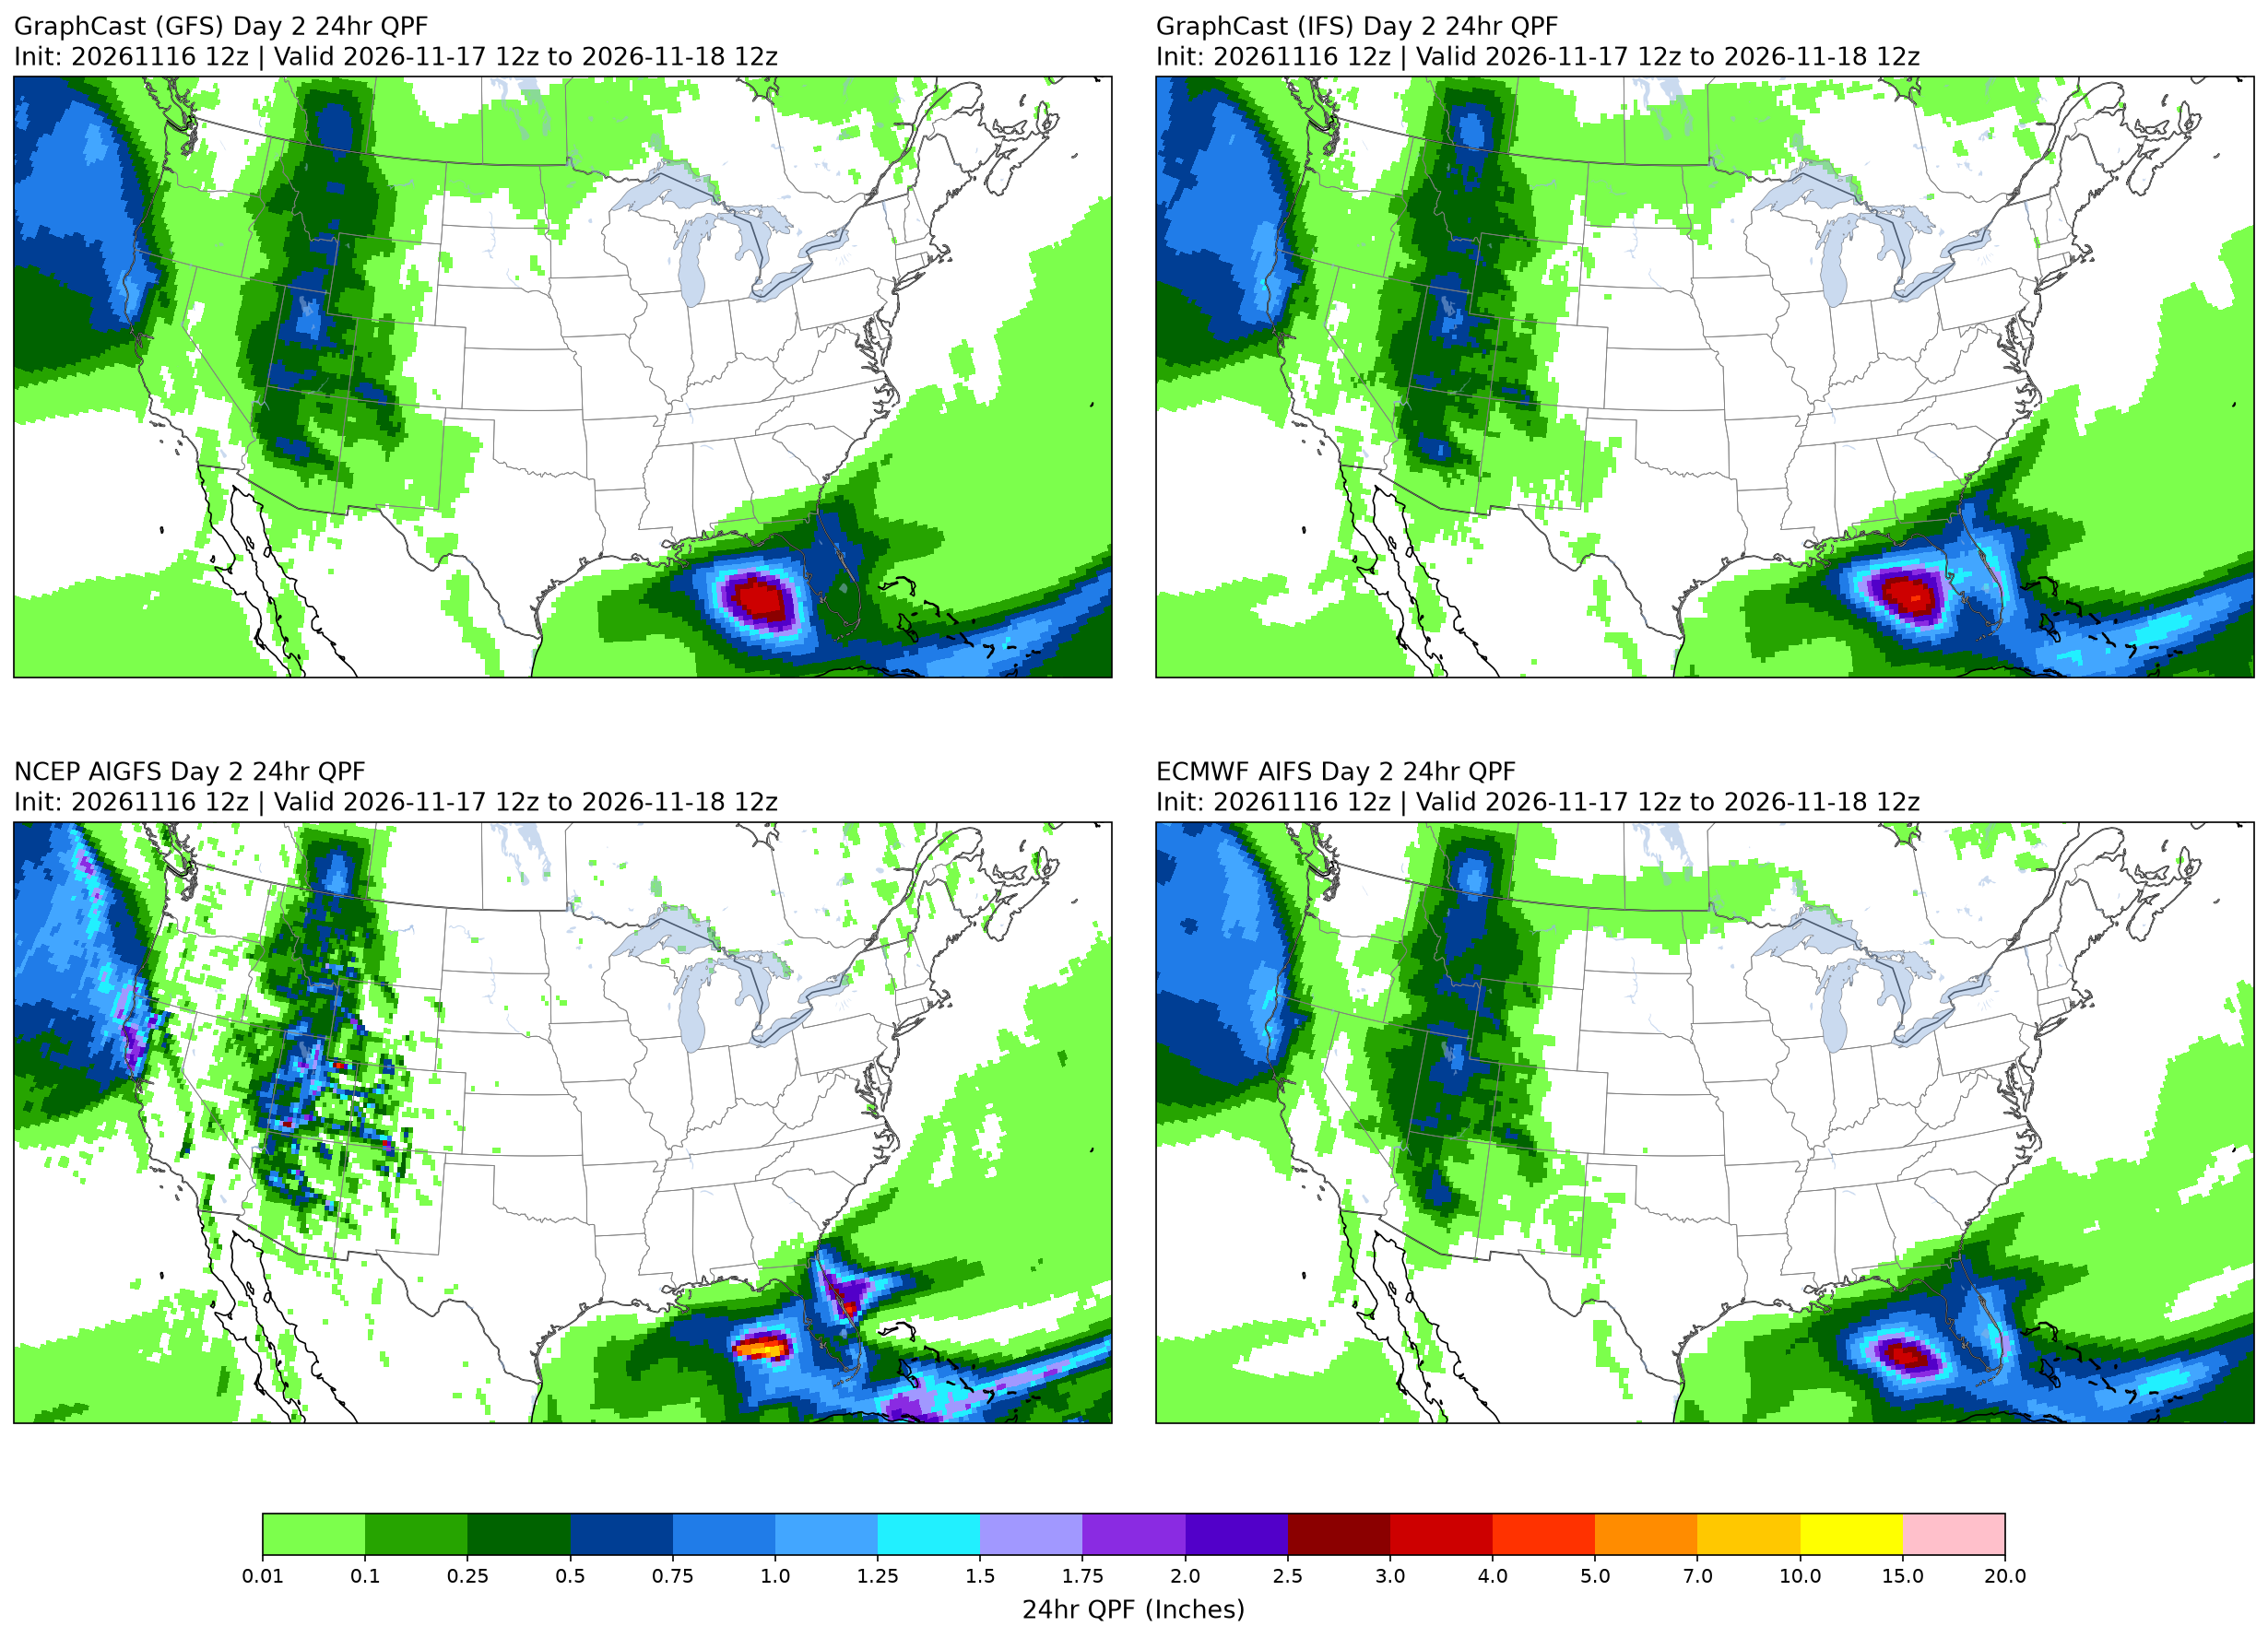 GraphCast (GFS) Day 2 24hr QPF
Init: 20261116 12z | Valid 2026-11-17 12z to 2026-11-18 12z
GraphCast (IFS) Day 2 24hr QPF
Init: 20261116 12z | Valid 2026-11-17 12z to 2026-11-18 12z
NCEP AIGFS Day 2 24hr QPF
Init: 20261116 12z | Valid 2026-11-17 12z to 2026-11-18 12z
ECMWF AIFS Day 2 24hr QPF
Init: 20261116 12z | Valid 2026-11-17 12z to 2026-11-18 12z
0.01 0.1 0.25 0.5 0.75 1.0 1.25 1.5 1.75 2.0 2.5 3.0 4.0 5.0 7.0 10.0 15.0 20.0
24hr QPF (Inches)